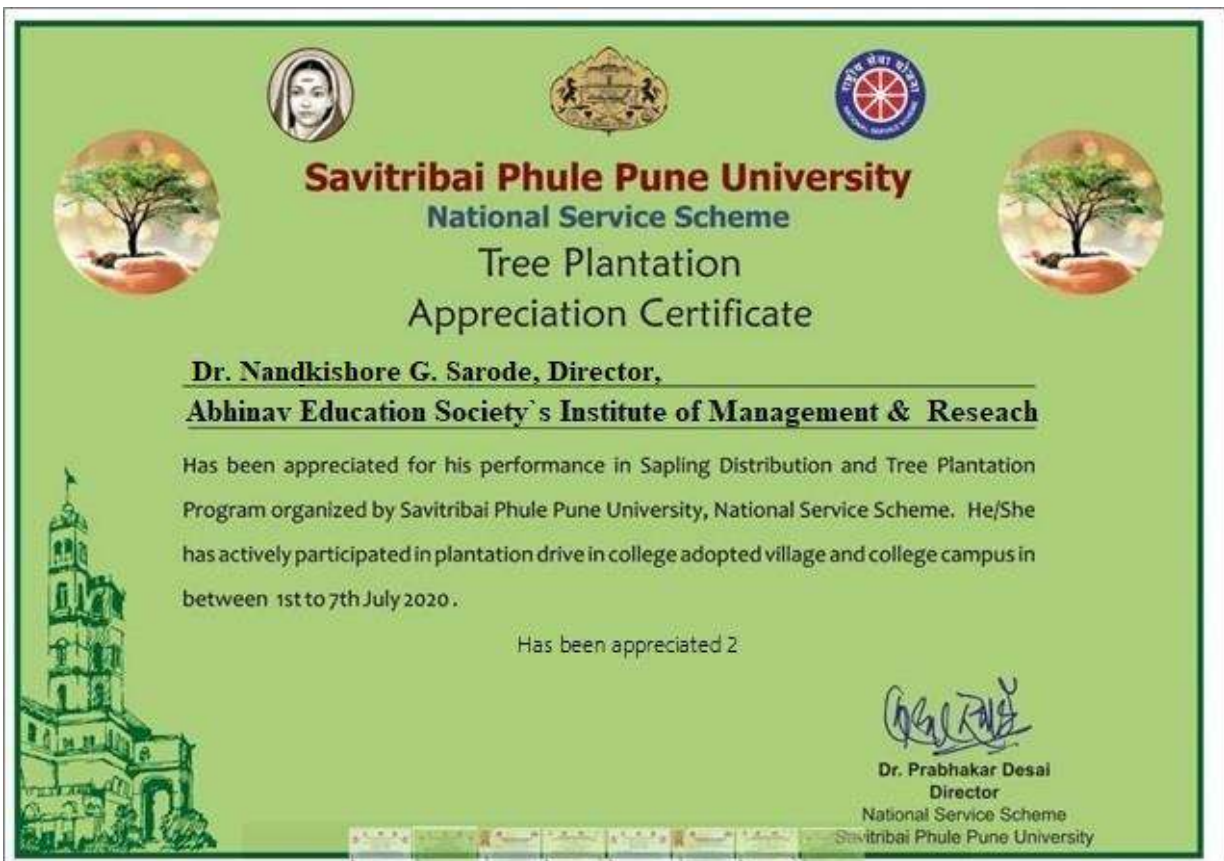 राष्ट्रीय सेवा योजना
NATIONAL SERVICE SCHEME
Savitribai Phule Pune University
National Service Scheme
Tree Plantation
Appreciation Certificate
Dr. Nandkishore G. Sarode, Director,
Abhinav Education Society`s Institute of Management & Reseach
Has been appreciated for his performance in Sapling Distribution and Tree Plantation
Program organized by Savitribai Phule Pune University, National Service Scheme. He/She
has actively participated in plantation drive in college adopted village and college campus in
between 1st to 7th July 2020.
Has been appreciated 2
Dr. Prabhakar Desai
Director
National Service Scheme
Savitribai Phule Pune University